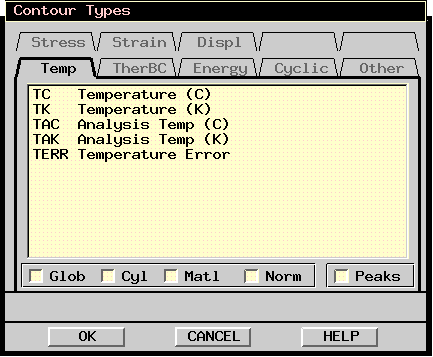 Contour Types
Stress Strain Displ
Temp TherBC Energy Cyclic Other
TC Temperature (C)
TK Temperature (K)
TAC Analysis Temp (C)
TAK Analysis Temp (K)
TERR Temperature Error
Glob Cyl Matl Norm Peaks
OK CANCEL HELP